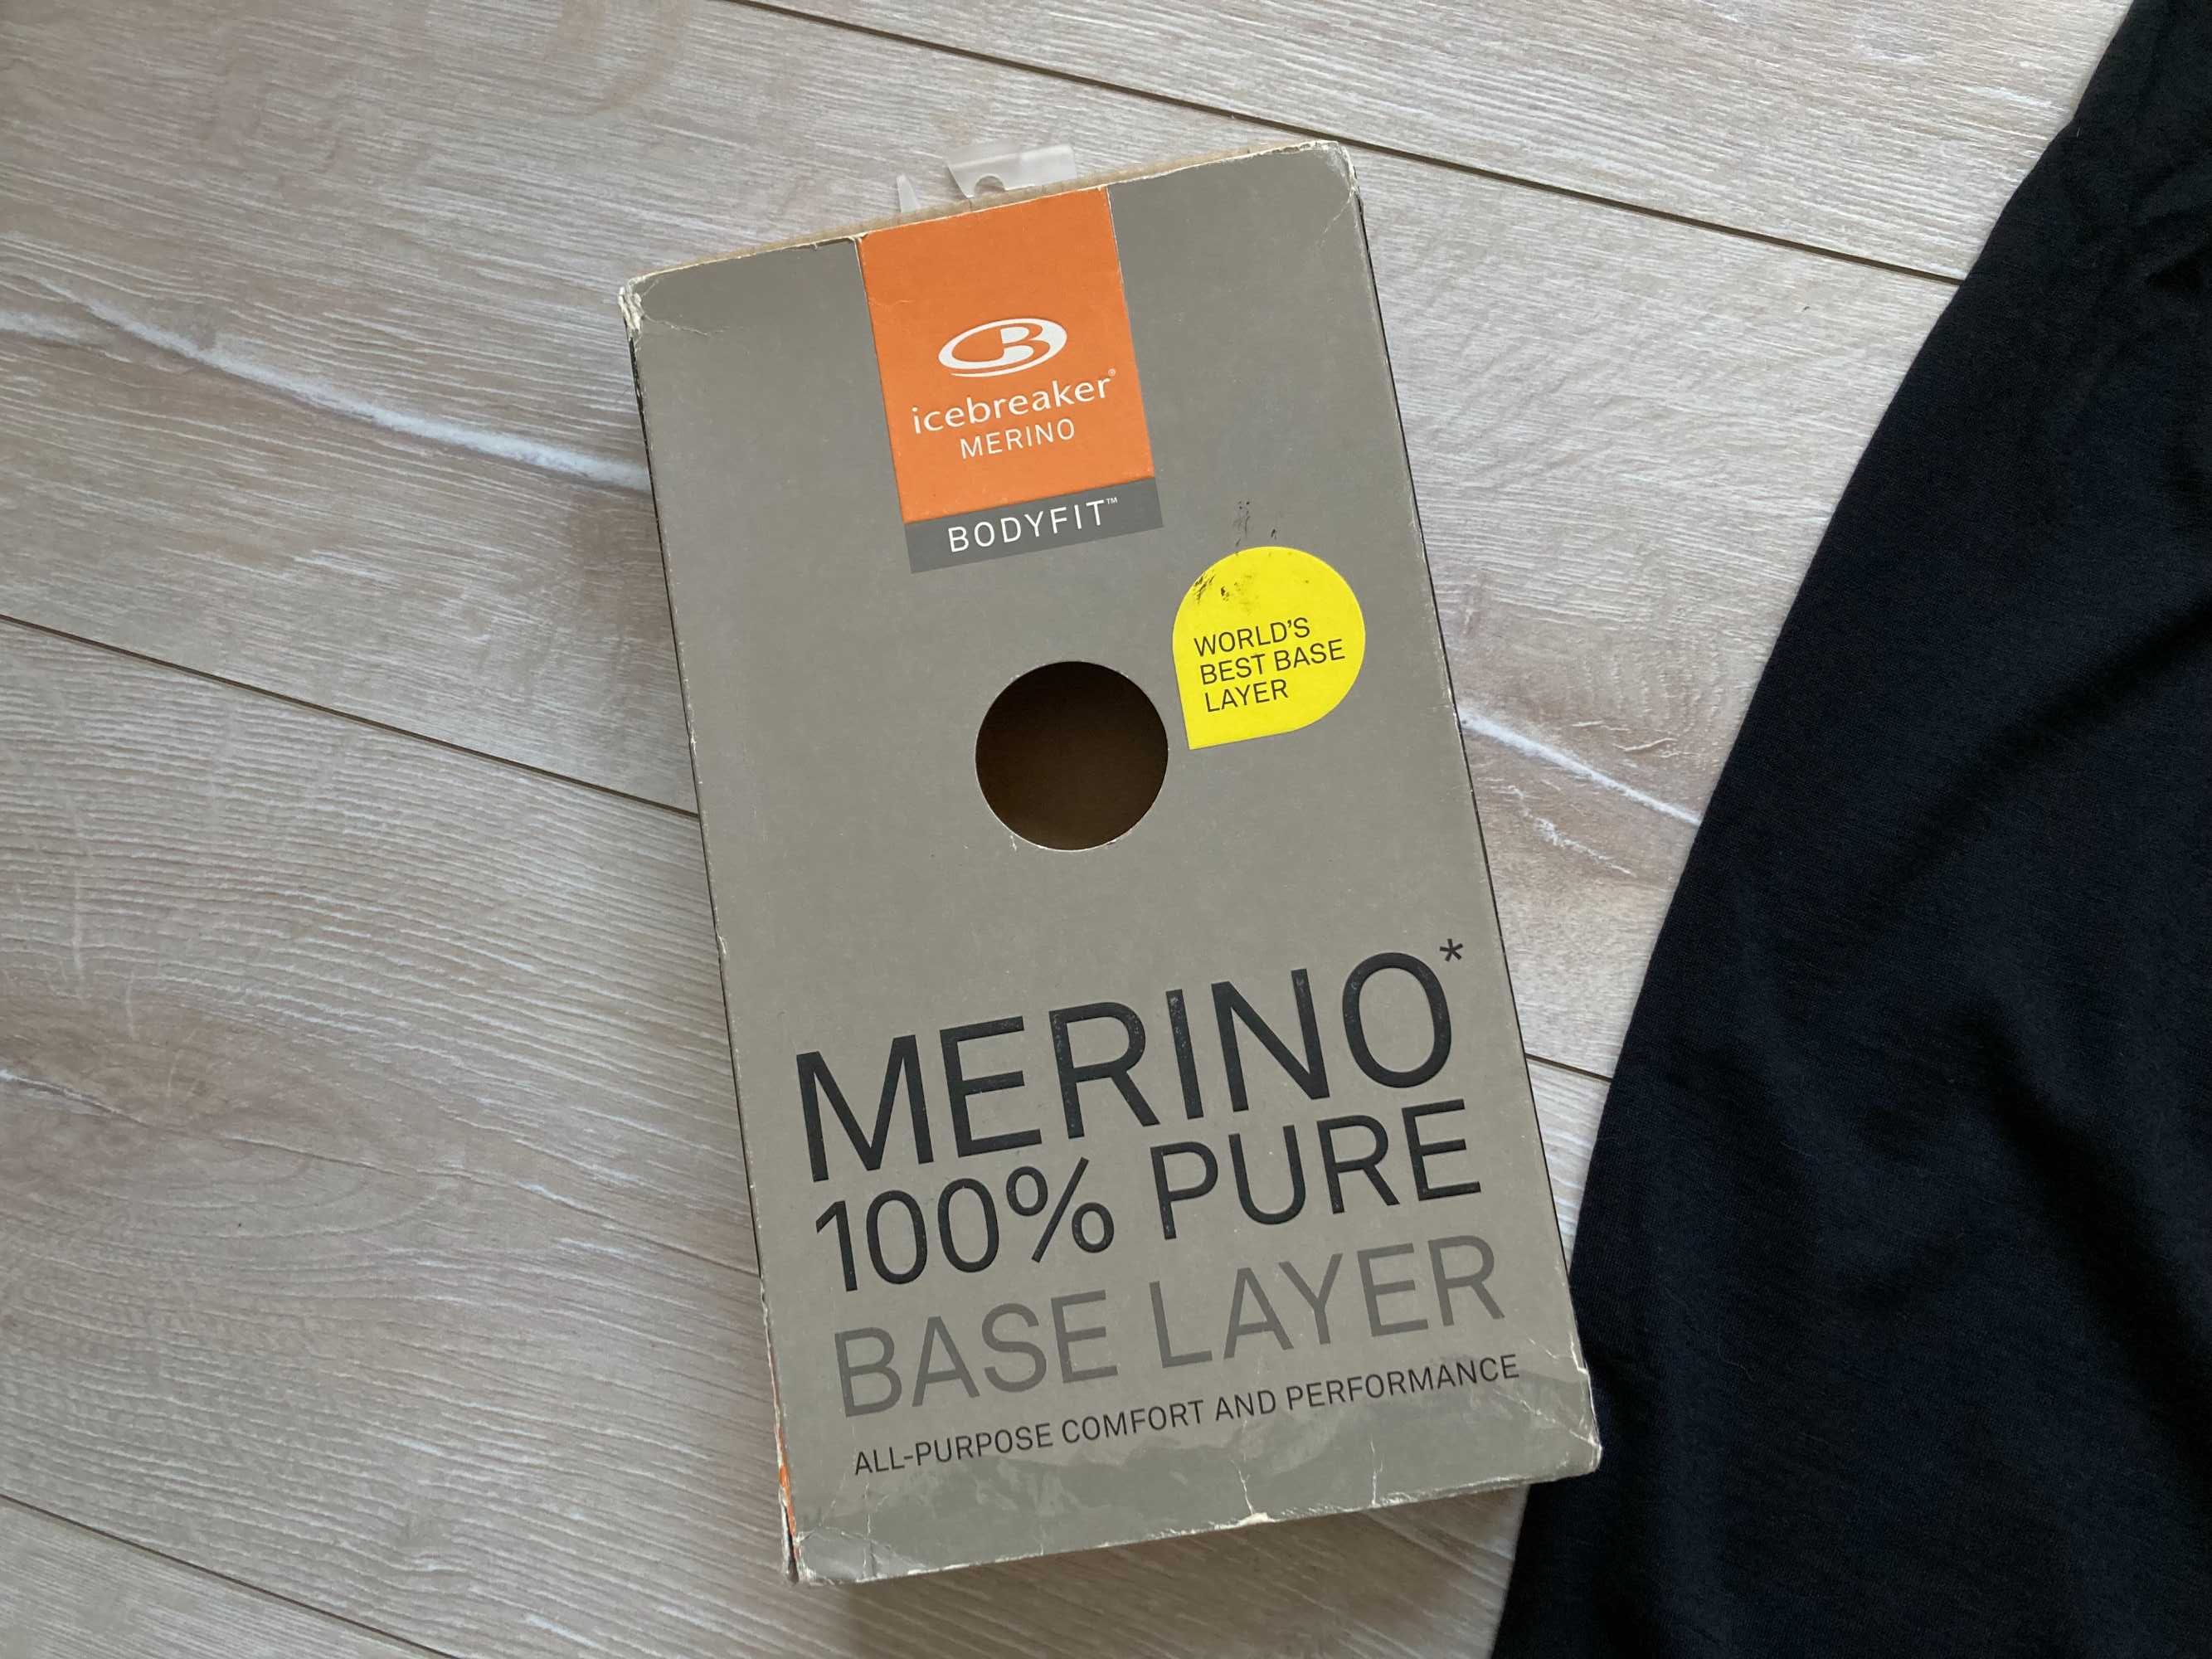 icebreaker®
MERINO
BODYFIT™
WORLD'S
BEST BASE
LAYER
MERINO*
100% PURE
BASE LAYER
ALL-PURPOSE COMFORT AND PERFORMANCE